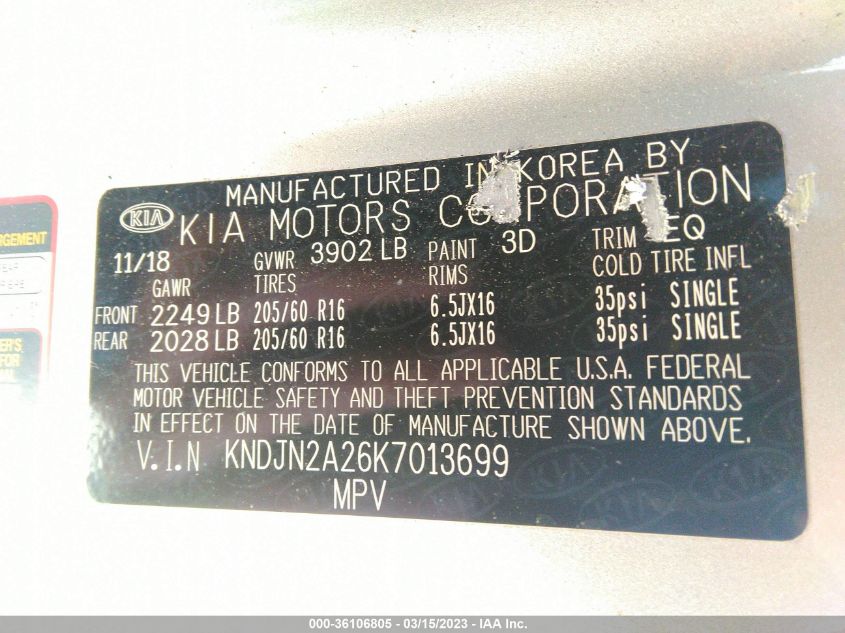 MANUFACTURED IN KOREA BY
KIA KIA MOTORS CORPORATION
11/18 GVWR 3902 LB PAINT 3D TRIM EQ
GAWR TIRES RIMS COLD TIRE INFL
FRONT 2249 LB 205/60 R16 6.5JX16 35psi SINGLE
REAR 2028 LB 205/60 R16 6.5JX16 35psi SINGLE
THIS VEHICLE CONFORMS TO ALL APPLICABLE U.S.A. FEDERAL
MOTOR VEHICLE SAFETY AND THEFT PREVENTION STANDARDS
IN EFFECT ON THE DATE OF MANUFACTURE SHOWN ABOVE.
V.I.N KNDJN2A26K7013699
MPV
000-36106805 - 03/15/2023 - IAA Inc.